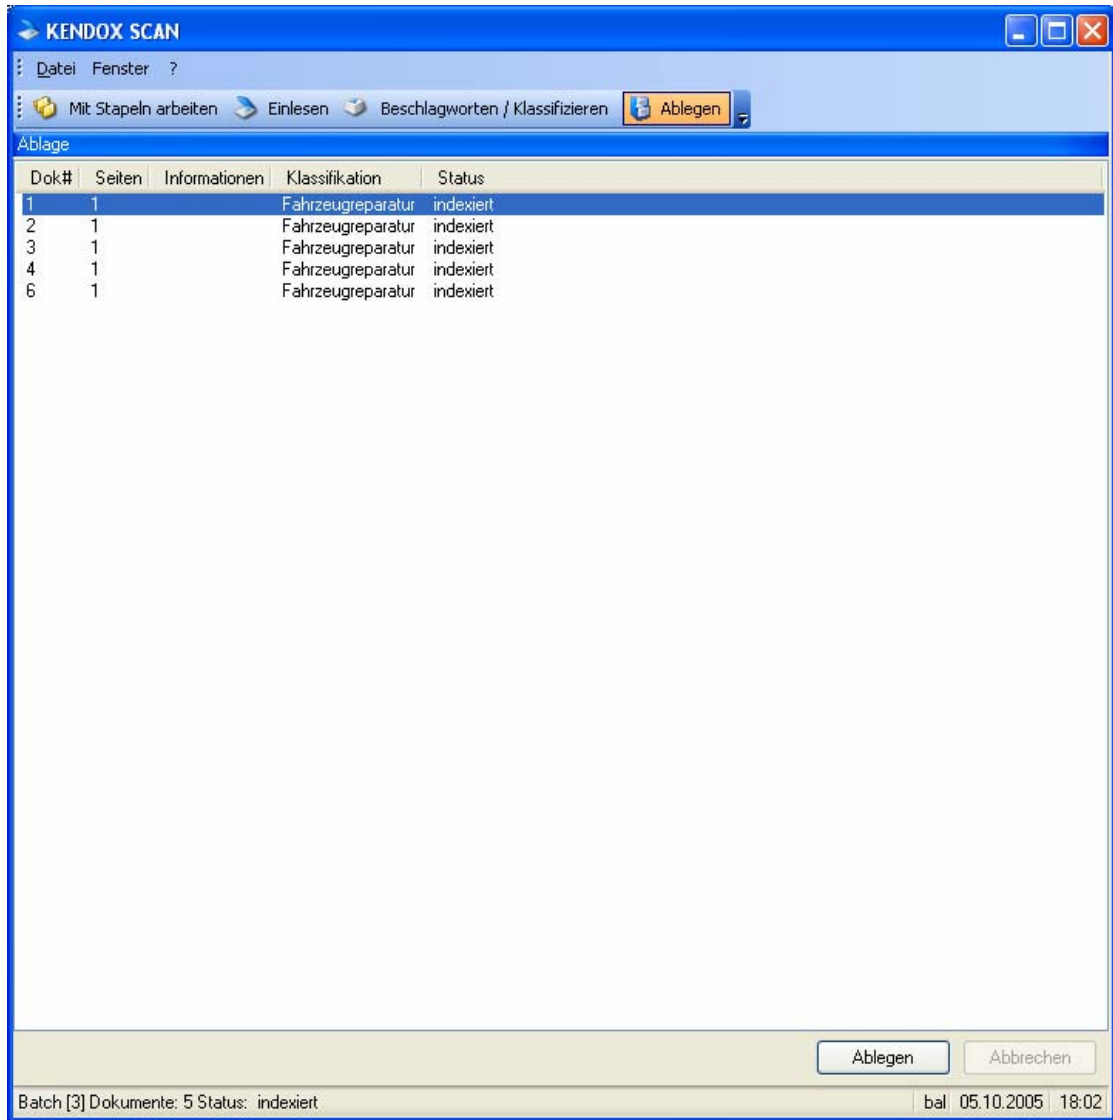 KENDOX SCAN
Datei Fenster ?
Mit Stapeln arbeiten Einlesen Beschlagworten / Klassifizieren Ablegen
Ablage
Dok# Seiten Informationen Klassifikation Status
1 1 Fahrzeugreparatur indexiert
2 1 Fahrzeugreparatur indexiert
3 1 Fahrzeugreparatur indexiert
4 1 Fahrzeugreparatur indexiert
6 1 Fahrzeugreparatur indexiert
Ablegen Abbrechen
Batch [3] Dokumente: 5 Status: indexiert bal 05.10.2005 18:02